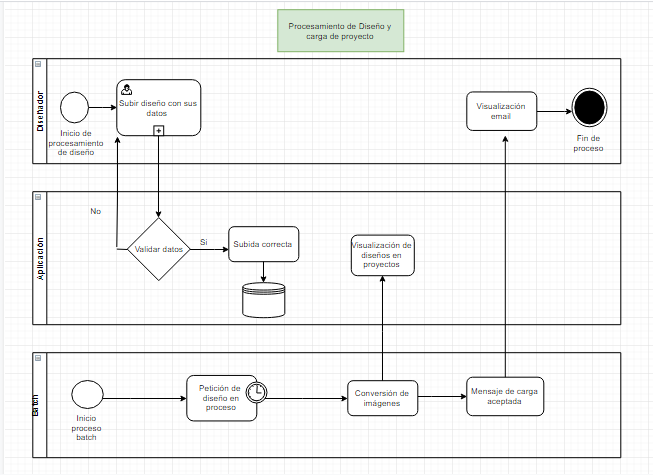 Procesamiento de Diseño y
carga de proyecto
Diseñador
Inicio de
procesamiento
de diseño
Subir diseño con sus
datos
Visualización
email
Fin de
proceso
Aplicación
No
Validar datos
Si
Subida correcta
Visualización de
diseños en
proyectos
Batch
Inicio
proceso
batch
Petición de
diseño en
proceso
Conversión de
imágenes
Mensaje de carga
aceptada